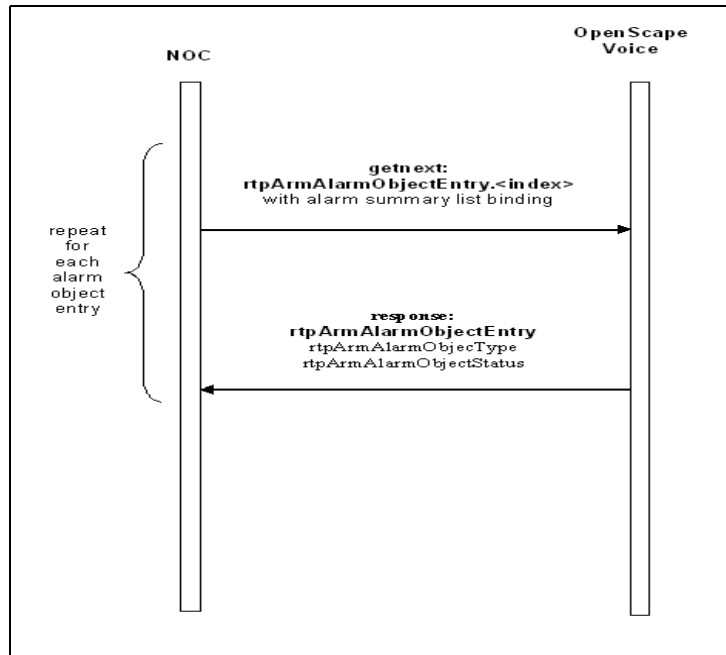 OpenScape
Voice
NOC
getnext:
rtpArmAlarmObjectEntry.<index>
with alarm summary list binding
repeat
for
each
alarm
object
entry
response:
rtpArmAlarmObjectEntry
rtpArmAlarmObjecType
rtpArmAlarmObjectStatus